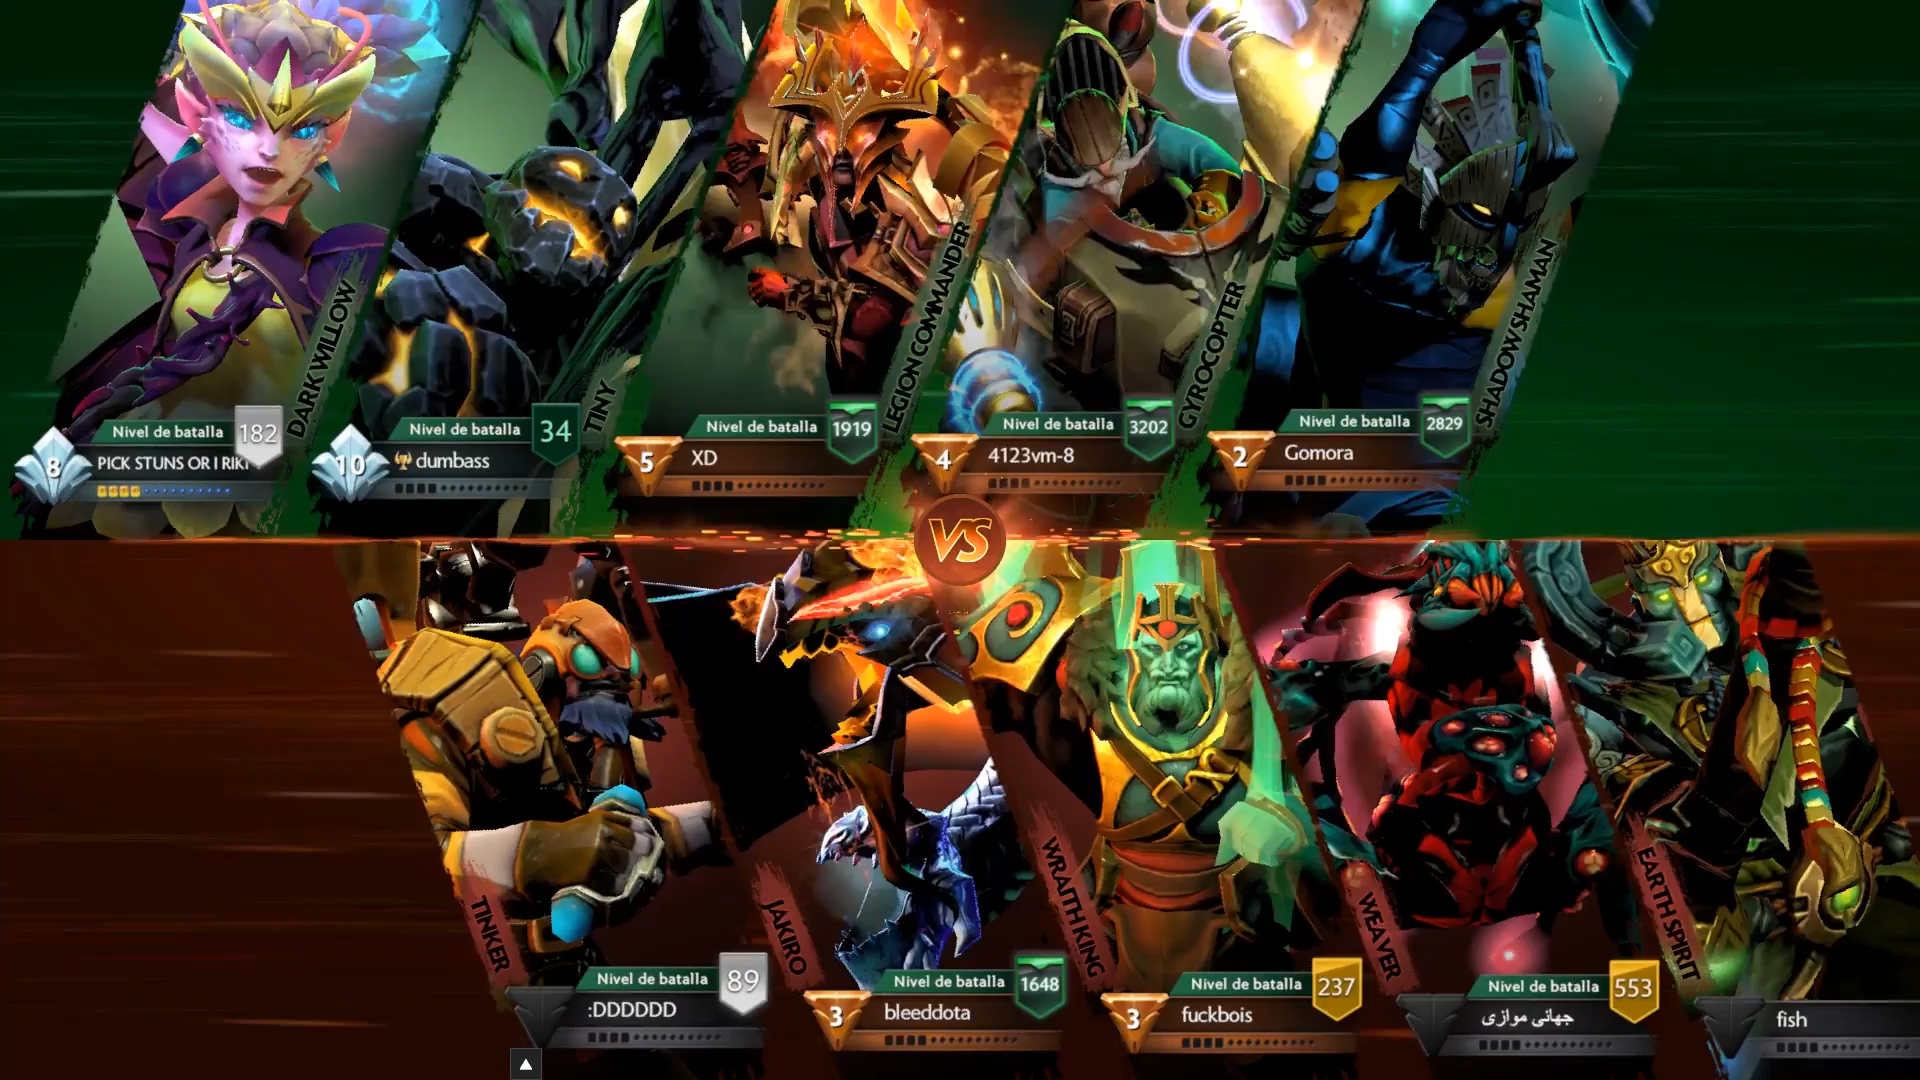 DARK WILLOW
Nivel de batalla 182
8 PICK STUNS OR I RIKI
TINY
Nivel de batalla 34
10 dumbass
LEGION COMMANDER
Nivel de batalla 1919
5 XD
GYROCOPTER
Nivel de batalla 3202
4 4123vm-8
SHADOW SHAMAN
Nivel de batalla 2829
2 Gomora
VS
TINKER
Nivel de batalla 89
:DDDDDD
JAKIRO
Nivel de batalla 1648
3 bleeddota
WRAITH KING
Nivel de batalla 237
3 fuckbois
WEAVER
Nivel de batalla 553
جهانی موازی
EARTH SPIRIT
fish